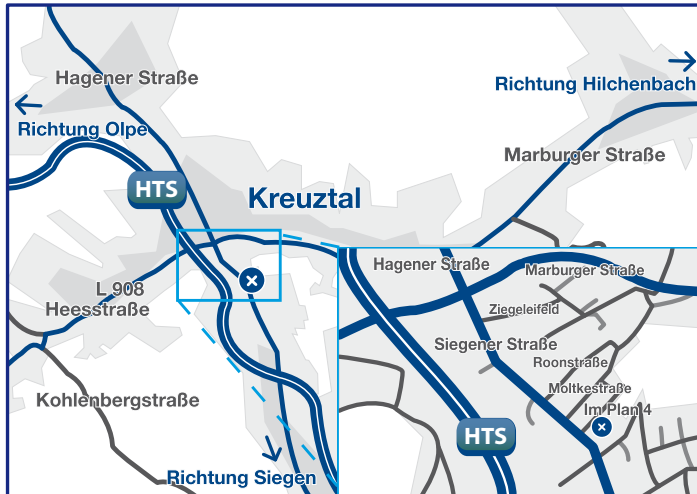 Hagener Straße
Richtung Hilchenbach
Richtung Olpe
Marburger Straße
HTS
Kreuztal
L 908
Heesstraße
Kohlenbergstraße
Richtung Siegen
Hagener Straße
Marburger Straße
Ziegeleifeld
Siegener Straße
Roonstraße
Moltkestraße
Im Plan 4
HTS